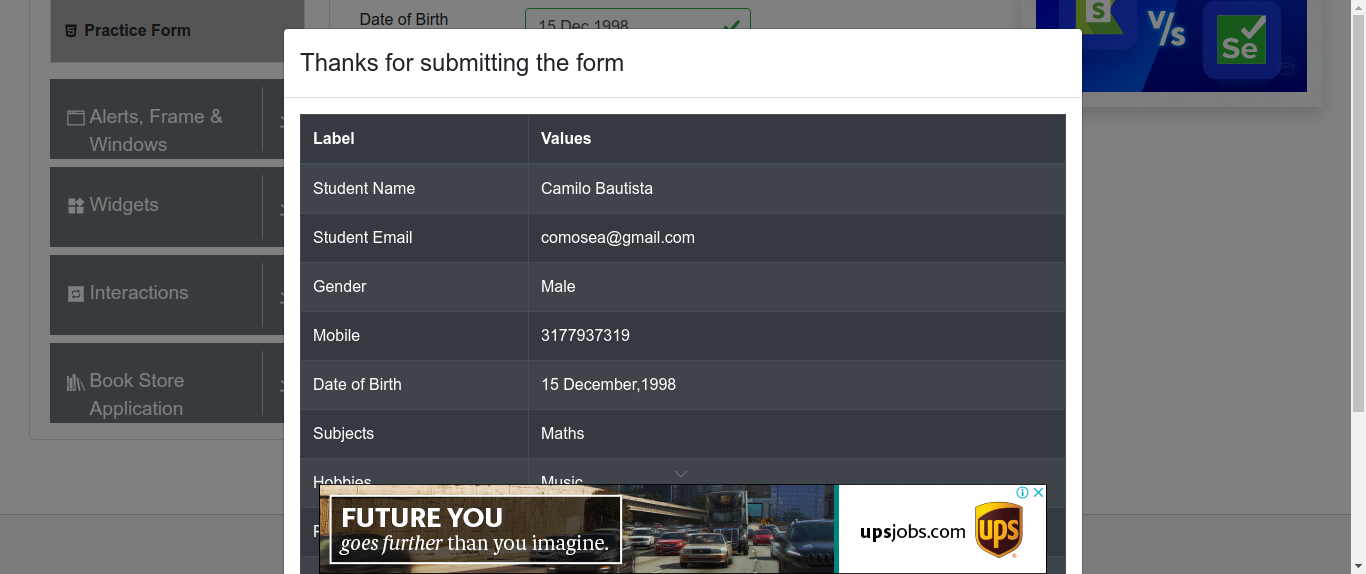 Practice Form
Alerts, Frame &
Windows
Widgets
Interactions
Book Store
Application
Date of Birth
15 Dec 1998
S
V/s
Se
Thanks for submitting the form
Label Values
Student Name Camilo Bautista
Student Email comosea@gmail.com
Gender Male
Mobile 3177937319
Date of Birth 15 December,1998
Subjects Maths
Hobbies Music
FUTURE YOU
goes further than you imagine.
upsjobs.com
ups